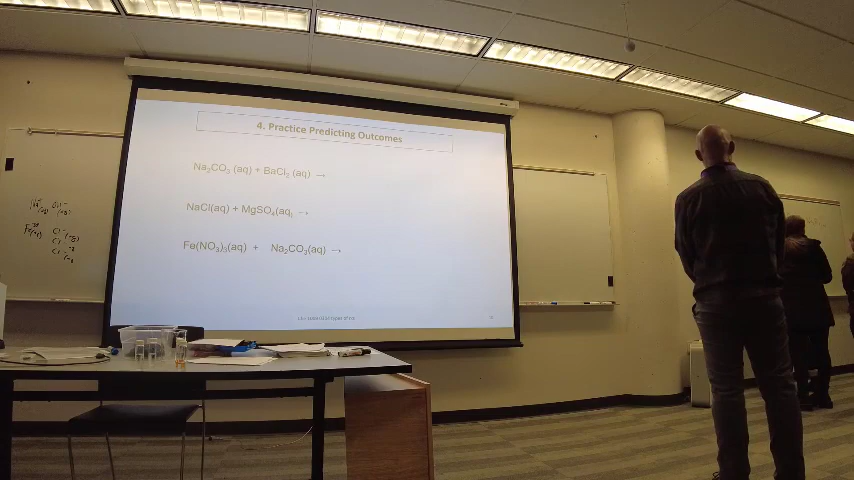 4. Practice Predicting Outcomes
Na₂CO₃ (aq) + BaCl₂ (aq) →
NaCl(aq) + MgSO₄(aq) →
Fe(NO₃)₃(aq) + Na₂CO₃(aq) →